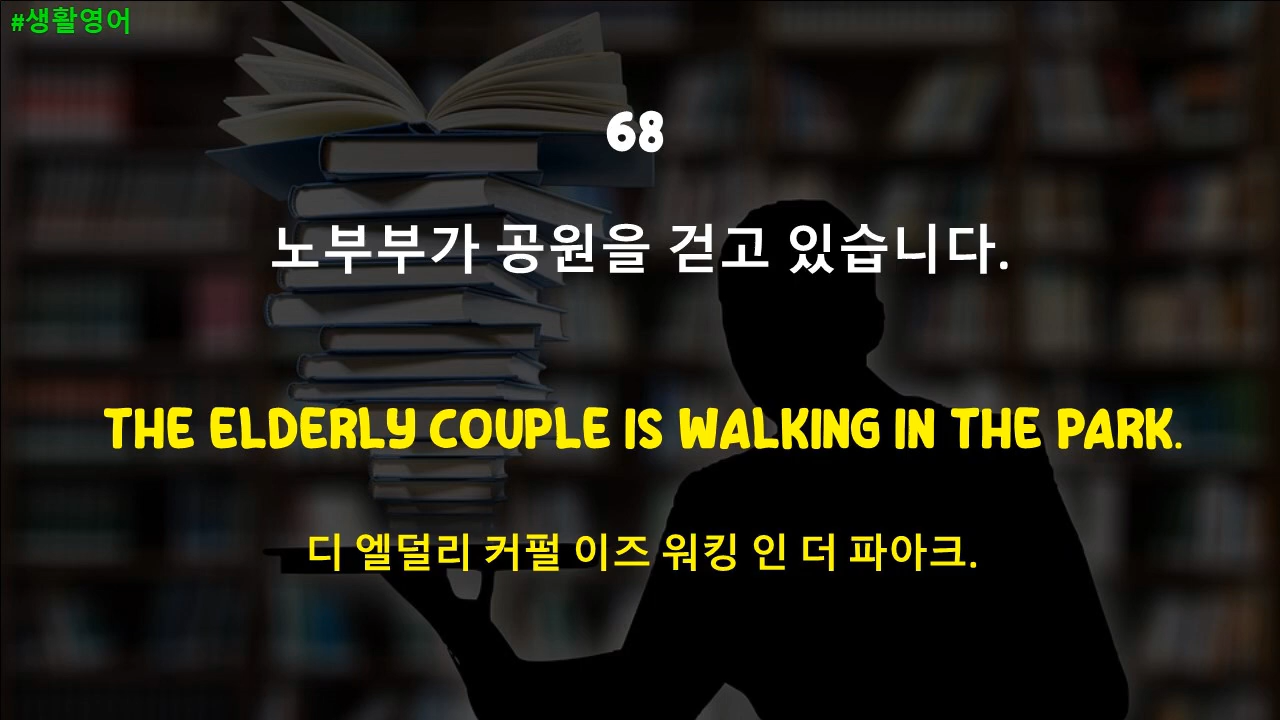 #생활영어
68
노부부가 공원을 걷고 있습니다.
THE ELDERLY COUPLE IS WALKING IN THE PARK.
디 엘덜리 커펄 이즈 워킹 인 더 파아크.